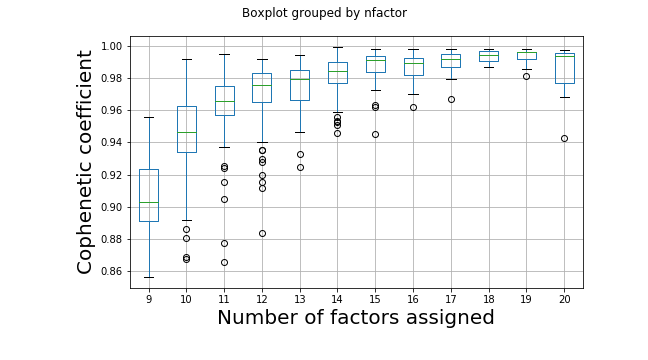 Boxplot grouped by nfactor
Cophenetic coefficient
1.00
0.98
0.96
0.94
0.92
0.90
0.88
0.86
9 10 11 12 13 14 15 16 17 18 19 20
Number of factors assigned